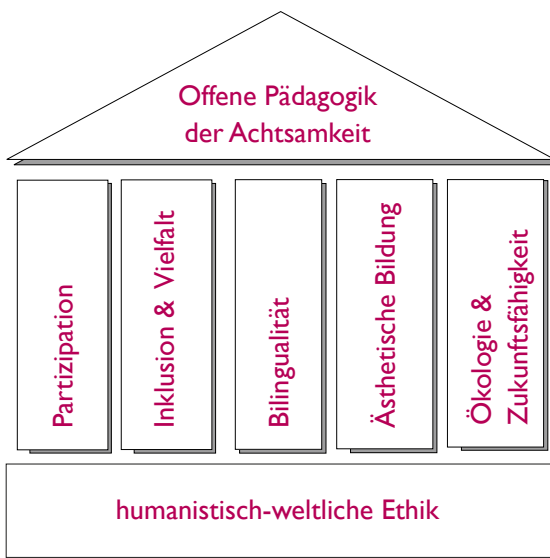 Offene Pädagogik
der Achtsamkeit
Partizipation
Inklusion & Vielfalt
Bilingualität
Ästhetische Bildung
Ökologie &
Zukunftsfähigkeit
humanistisch-weltliche Ethik